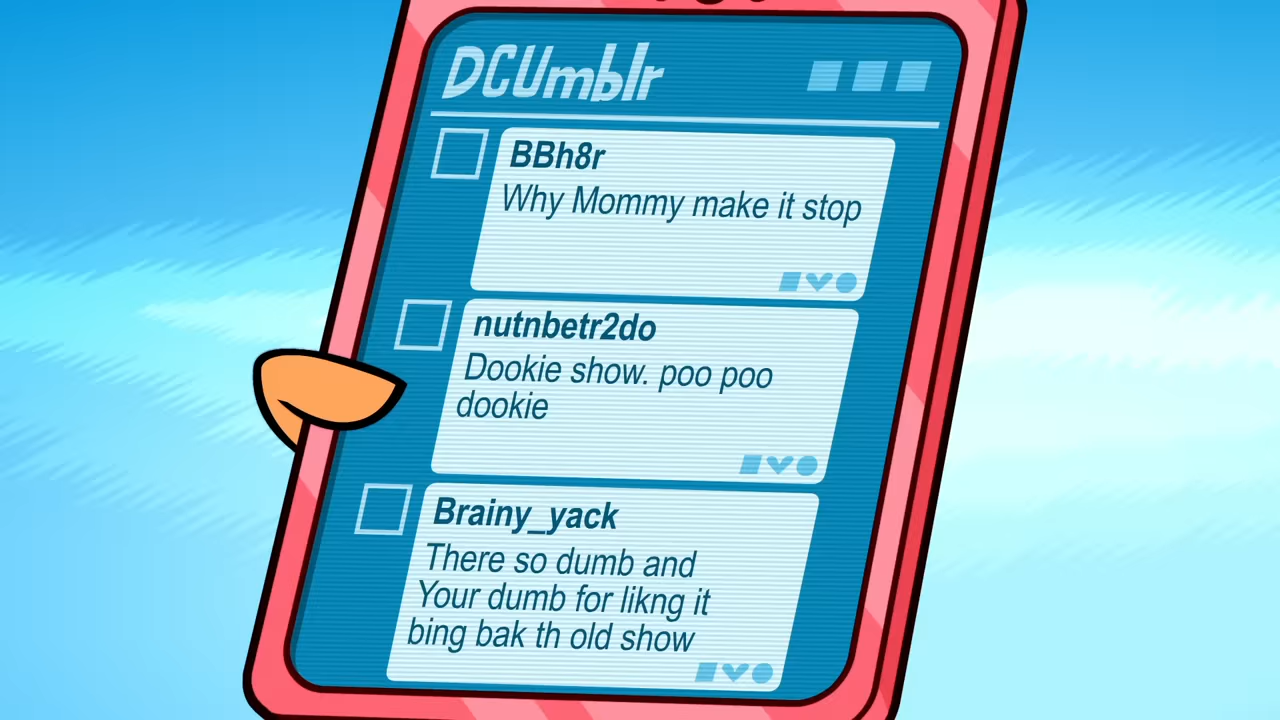 DCUmblr
BBh8r
Why Mommy make it stop
nutnbetr2do
Dookie show. poo poo
dookie
Brainy_yack
There so dumb and
Your dumb for likng it
bing bak th old show